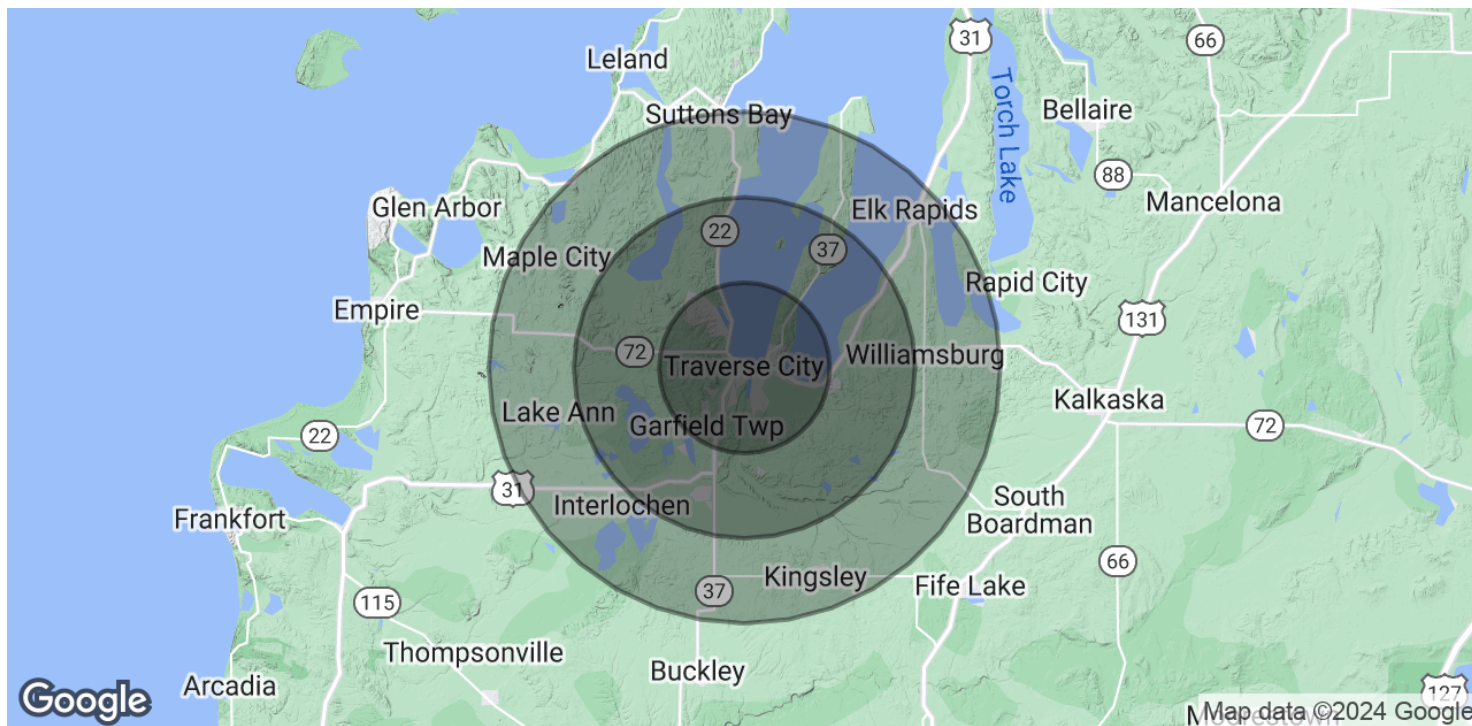 31
66
Leland
Torch Lake
Bellaire
Suttons Bay
88
Mancelona
Glen Arbor
Elk Rapids
22
37
Maple City
Rapid City
Empire
131
72
Williamsburg
Traverse City
Kalkaska
Lake Ann
Garfield Twp
72
22
31
Interlochen
South
Boardman
Frankfort
66
Kingsley
Fife Lake
37
115
Thompsonville
Buckley
Arcadia
127
Google
Map data ©2024 Google